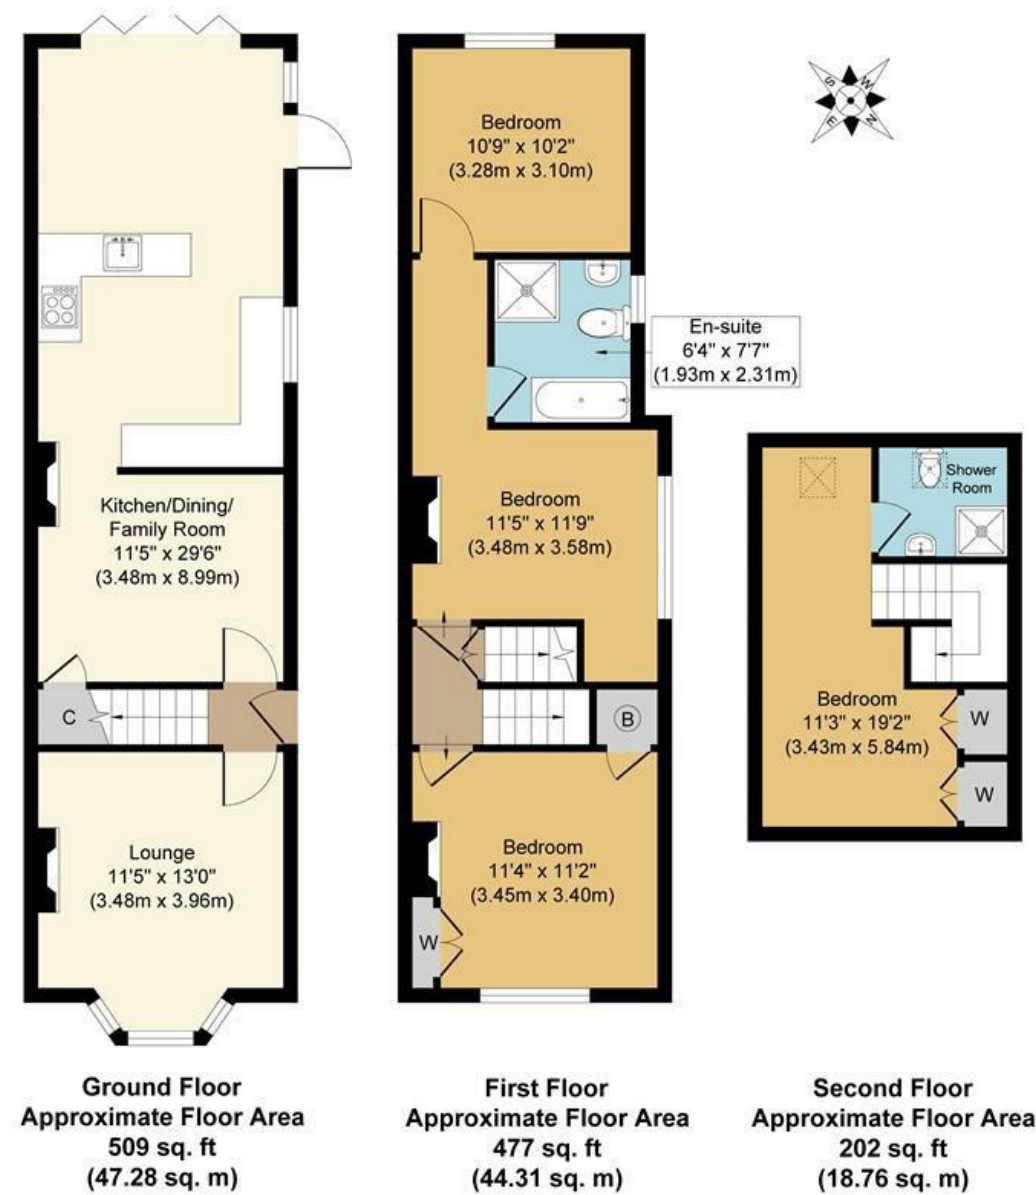 Kitchen/Dining/
Family Room
11'5" x 29'6"
(3.48m x 8.99m)
C
Lounge
11'5" x 13'0"
(3.48m x 3.96m)
Ground Floor
Approximate Floor Area
509 sq. ft
(47.28 sq. m)
Bedroom
10'9" x 10'2"
(3.28m x 3.10m)
En-suite
6'4" x 7'7"
(1.93m x 2.31m)
Bedroom
11'5" x 11'9"
(3.48m x 3.58m)
B
Bedroom
11'4" x 11'2"
(3.45m x 3.40m)
W
First Floor
Approximate Floor Area
477 sq. ft
(44.31 sq. m)
S W
E N
Shower
Room
Bedroom
11'3" x 19'2"
(3.43m x 5.84m)
W
W
Second Floor
Approximate Floor Area
202 sq. ft
(18.76 sq. m)